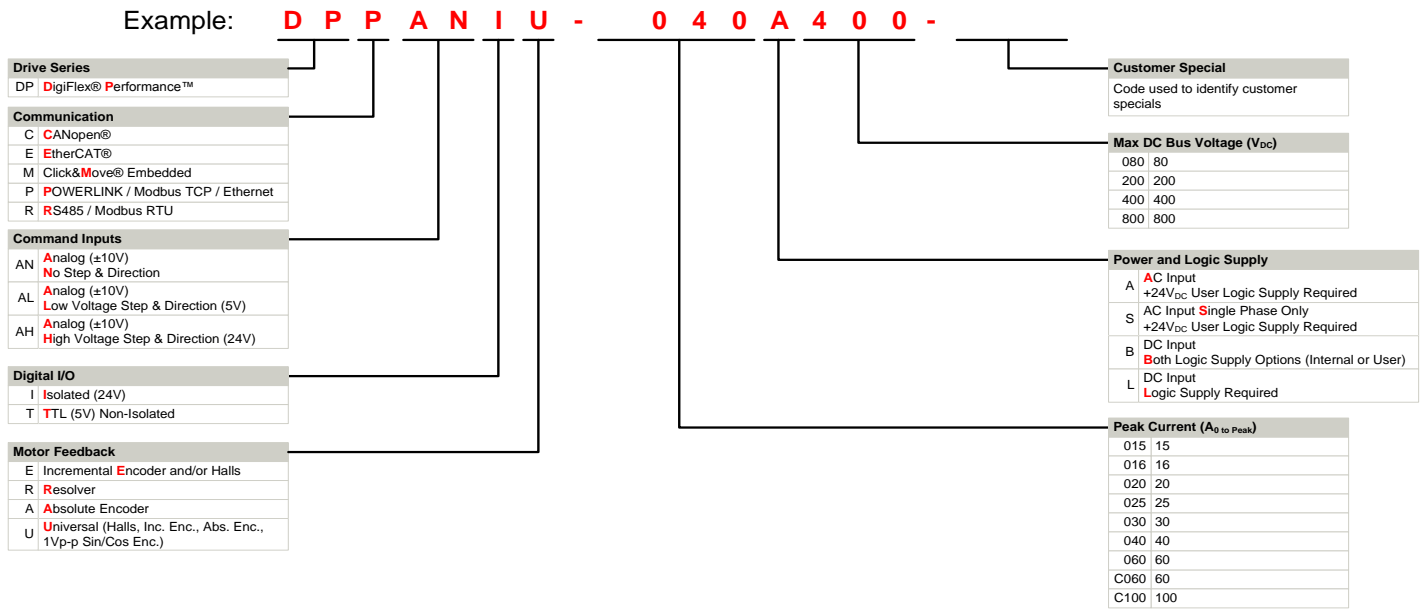 Example: D P P A N I U - 0 4 0 A 4 0 0 -
Drive Series
DP DigiFlex® Performance™
Communication
C CANopen®
E EtherCAT®
M Click&Move® Embedded
P POWERLINK / Modbus TCP / Ethernet
R RS485 / Modbus RTU
Command Inputs
AN Analog (±10V)
No Step & Direction
AL Analog (±10V)
Low Voltage Step & Direction (5V)
AH Analog (±10V)
High Voltage Step & Direction (24V)
Digital I/O
I Isolated (24V)
T TTL (5V) Non-Isolated
Motor Feedback
E Incremental Encoder and/or Halls
R Resolver
A Absolute Encoder
U Universal (Halls, Inc. Enc., Abs. Enc.,
1Vp-p Sin/Cos Enc.)
Customer Special
Code used to identify customer
specials
Max DC Bus Voltage (VDC)
080 80
200 200
400 400
800 800
Power and Logic Supply
A AC Input
+24VDC User Logic Supply Required
S AC Input Single Phase Only
+24VDC User Logic Supply Required
B DC Input
Both Logic Supply Options (Internal or User)
L DC Input
Logic Supply Required
Peak Current (A0 to Peak)
015 15
016 16
020 20
025 25
030 30
040 40
060 60
C060 60
C100 100